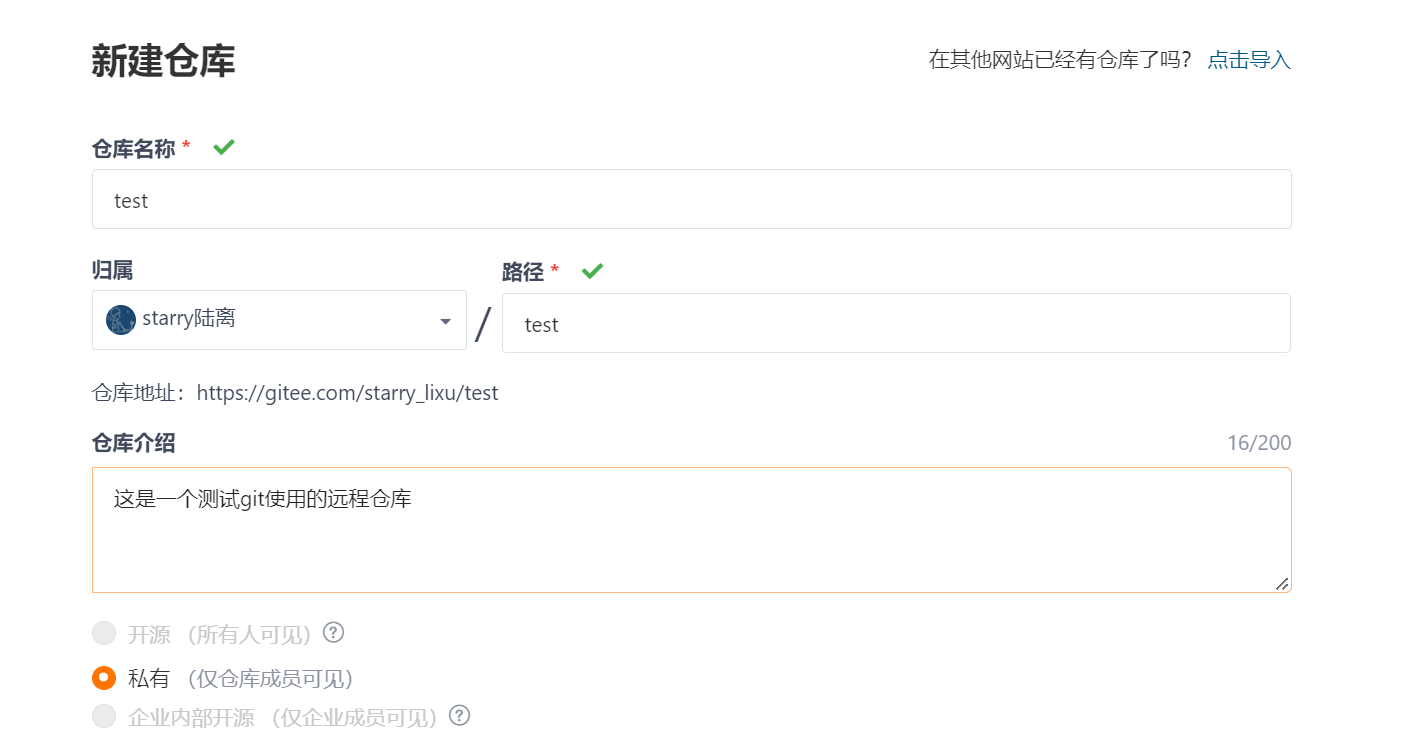 新建仓库
在其他网站已经有仓库了吗？ 点击导入
仓库名称 *
test
归属
路径 *
starry陆离
/
test
仓库地址：https://gitee.com/starry_lixu/test
仓库介绍
16/200
这是一个测试git使用的远程仓库
开源 （所有人可见） ?
私有 （仅仓库成员可见）
企业内部开源 （仅企业成员可见） ?